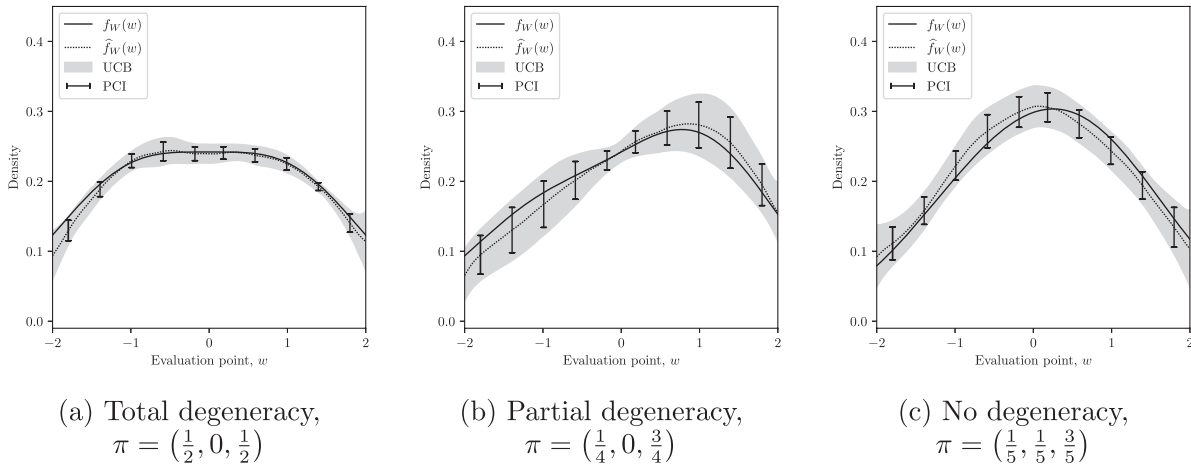 0.4
0.3
0.2
0.1
0.0
Density
f_W(w)
f̂_W(w)
UCB
PCI
−2 −1 0 1 2
Evaluation point, w
(a) Total degeneracy,
π = (1/2, 0, 1/2)
0.4
0.3
0.2
0.1
0.0
Density
f_W(w)
f̂_W(w)
UCB
PCI
−2 −1 0 1 2
Evaluation point, w
(b) Partial degeneracy,
π = (1/4, 0, 3/4)
0.4
0.3
0.2
0.1
0.0
Density
f_W(w)
f̂_W(w)
UCB
PCI
−2 −1 0 1 2
Evaluation point, w
(c) No degeneracy,
π = (1/5, 1/5, 3/5)